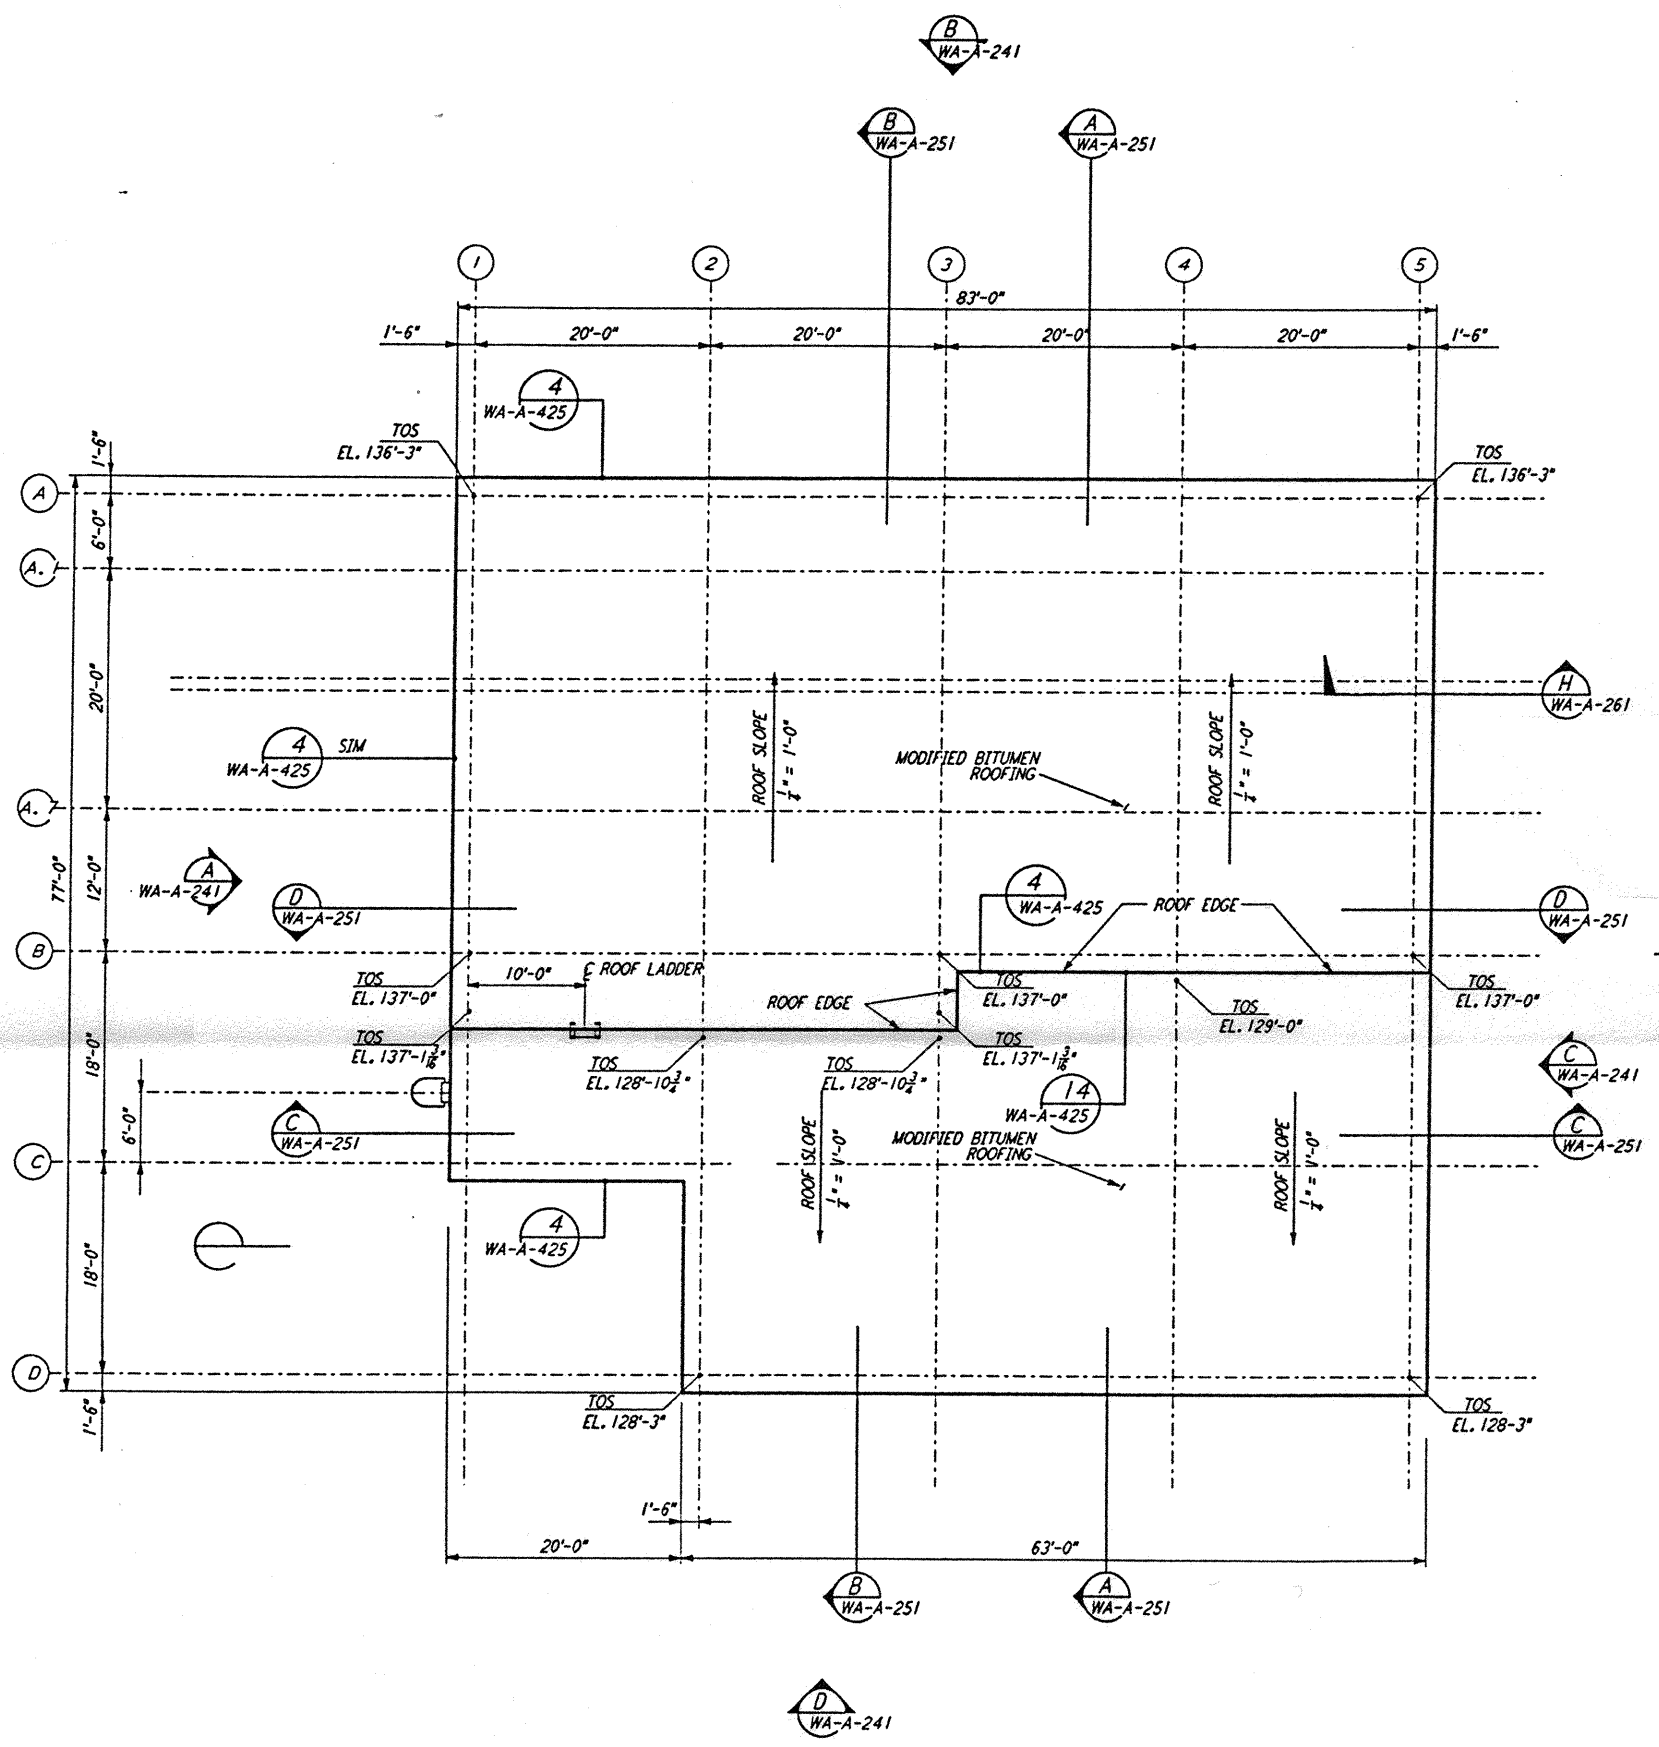 B
WA-A-241
B
WA-A-251
A
WA-A-251
1
2
3
4
5
83'-0"
1'-6"
20'-0"
20'-0"
20'-0"
20'-0"
1'-6"
4
WA-A-425
TOS
EL. 136'-3"
TOS
EL. 136'-3"
1'-6"
A
6'-0"
A.1
20'-0"
H
WA-A-261
ROOF SLOPE
1/4" = 1'-0"
ROOF SLOPE
1/4" = 1'-0"
4
SIM
WA-A-425
MODIFIED BITUMEN
ROOFING
A.7
77'-0"
12'-0"
A
WA-A-241
D
WA-A-251
4
WA-A-425
ROOF EDGE
D
WA-A-251
B
TOS
EL. 137'-0"
10'-0"
℄ ROOF LADDER
ROOF EDGE
TOS
EL. 137'-0"
TOS
EL. 129'-0"
TOS
EL. 137'-0"
18'-0"
TOS
EL. 137'-1 3/16"
TOS
EL. 128'-10 3/4"
TOS
EL. 128'-10 3/4"
TOS
EL. 137'-1 3/16"
14
WA-A-425
C
WA-A-241
6'-0"
C
WA-A-251
C
WA-A-251
MODIFIED BITUMEN
ROOFING
ROOF SLOPE
1/4" = 1'-0"
ROOF SLOPE
1/4" = 1'-0"
C
4
WA-A-425
18'-0"
D
1'-6"
TOS
EL. 128'-3"
TOS
EL. 128-3"
1'-6"
20'-0"
63'-0"
B
WA-A-251
A
WA-A-251
D
WA-A-241